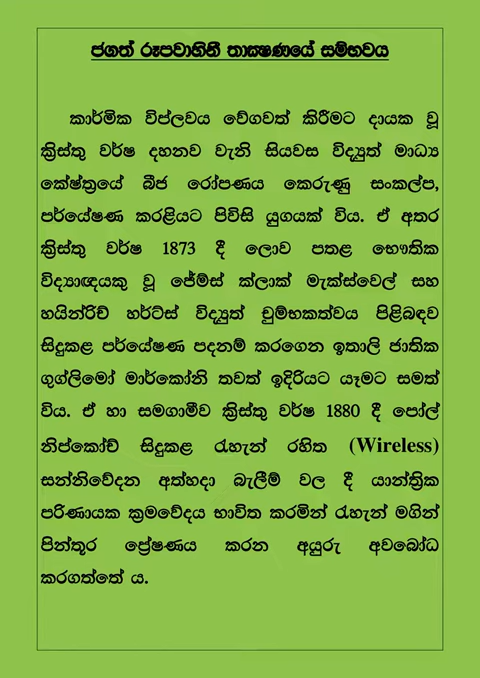 ජගත් රූපවාහිනී තාක්ෂණයේ සම්භවය
කාර්මික විප්ලවය වේගවත් කිරීමට දායක වූ
ක්‍රිස්තු වර්ෂ දහනව වැනි සියවස විද්‍යුත් මාධ්‍ය
කේෂ්ත්‍රයේ බීජ රෝපණය කෙරුණු සංකල්ප,
පර්යේෂණ කරළියට පිවිසි යුගයක් විය. ඒ අතර
ක්‍රිස්තු වර්ෂ 1873 දී ලොව පතළ භෞතික
විද්‍යාඥයකු වූ ජේම්ස් ක්ලාක් මැක්ස්වෙල් සහ
හයින්රිච් හර්ට්ස් විද්‍යුත් චුම්භකත්වය පිළිබඳව
සිදුකළ පර්යේෂණ පදනම් කරගෙන ඉතාලි ජාතික
ගුග්ලිමෝ මාර්කෝනි තවත් ඉදිරියට යෑමට සමත්
විය. ඒ හා සමගාමීව ක්‍රිස්තු වර්ෂ 1880 දී පෝල්
නිප්කෝච් සිදුකළ රැහැන් රහිත (Wireless)
සන්නිවේදන අත්හදා බැලීම් වල දී යාන්ත්‍රික
පරිණායක ක්‍රමවේදය භාවිත කරමින් රැහැන් මගින්
පින්තූර ප්‍රේෂණය කරන අයුරු අවබෝධ
කරගත්තේ ය.